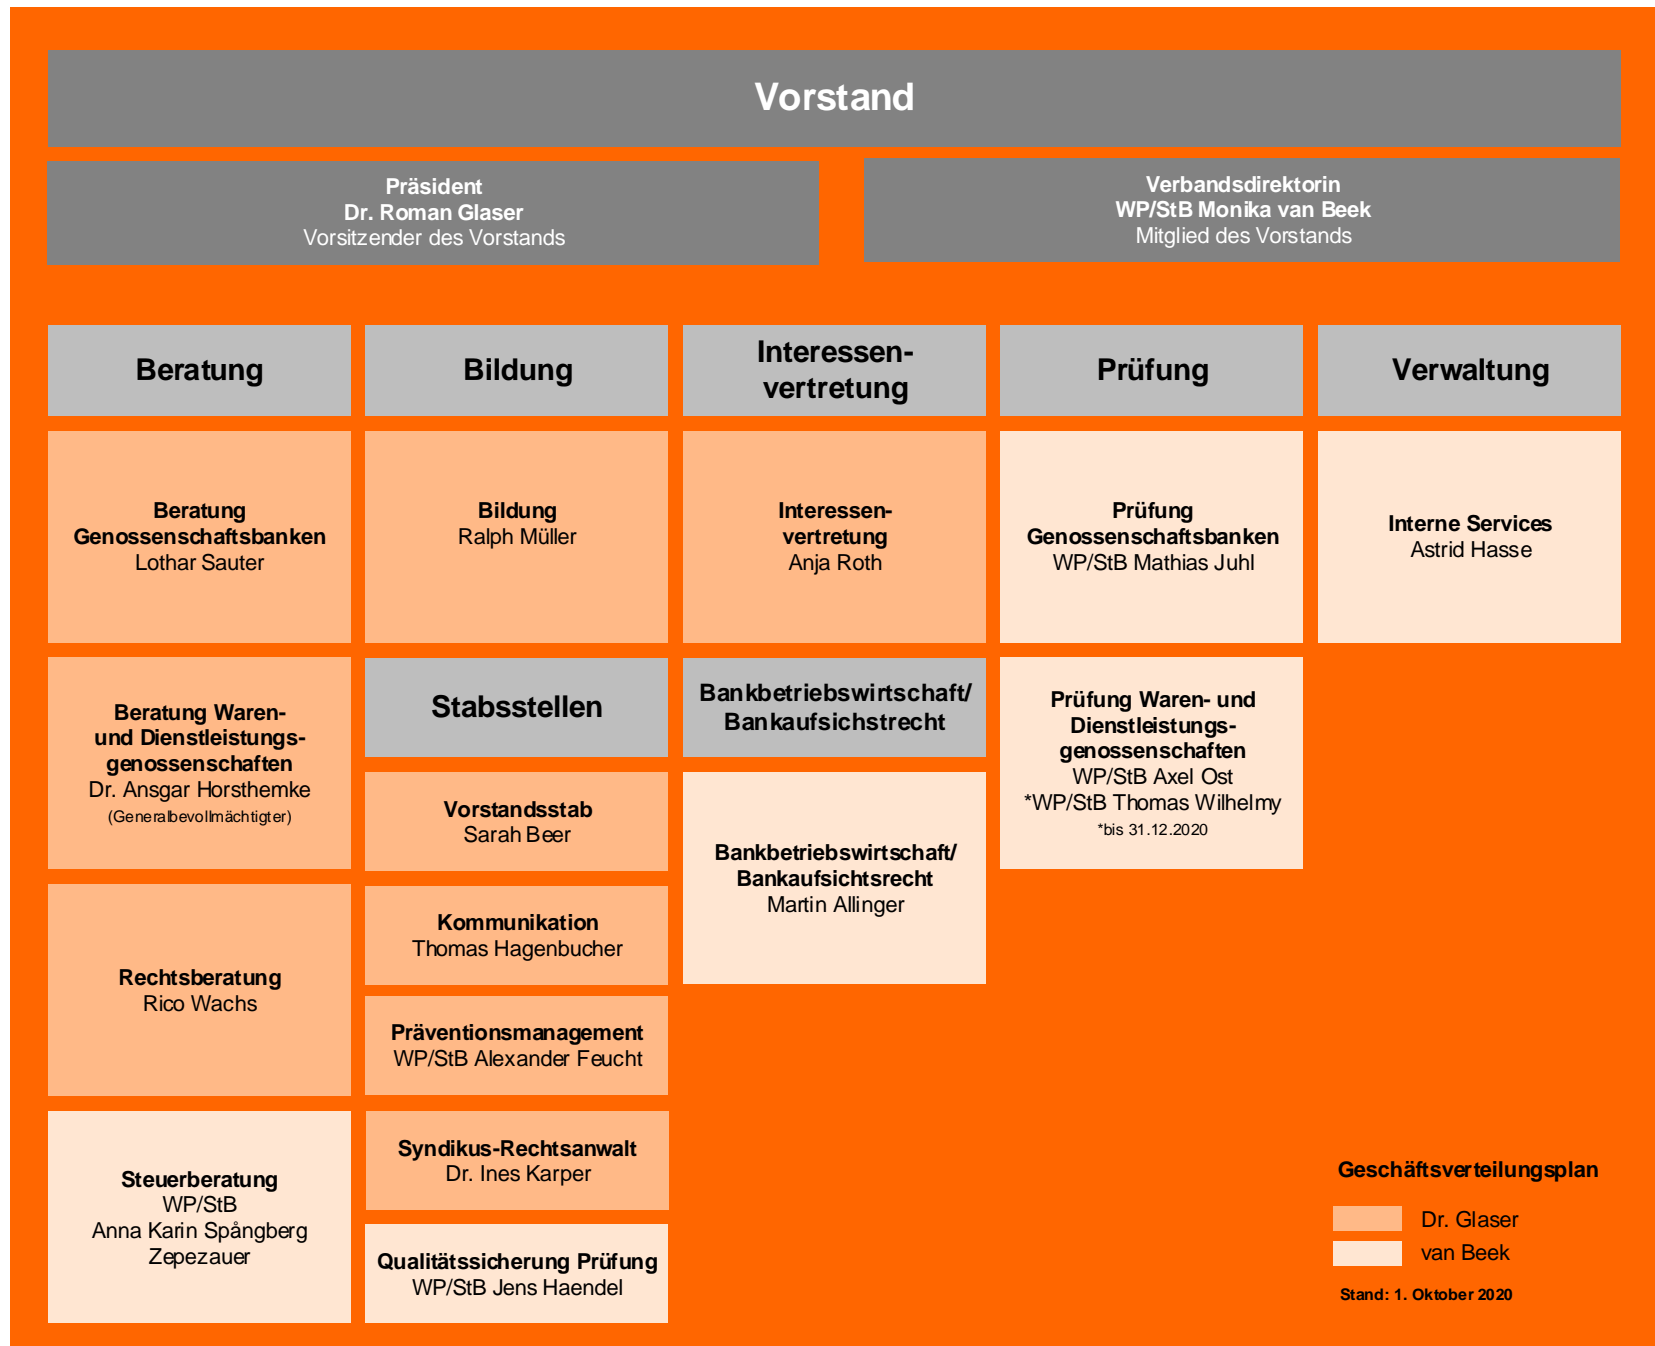 Vorstand
Präsident
Dr. Roman Glaser
Vorsitzender des Vorstands
Verbandsdirektorin
WP/StB Monika van Beek
Mitglied des Vorstands
Beratung
Bildung
Interessen-
vertretung
Prüfung
Verwaltung
Beratung
Genossenschaftsbanken
Lothar Sauter
Bildung
Ralph Müller
Interessen-
vertretung
Anja Roth
Prüfung
Genossenschaftsbanken
WP/StB Mathias Juhl
Interne Services
Astrid Hasse
Beratung Waren-
und Dienstleistungs-
genossenschaften
Dr. Ansgar Horsthemke
(Generalbevollmächtigter)
Stabsstellen
Bankbetriebswirtschaft/
Bankaufsichstrecht
Prüfung Waren- und
Dienstleistungs-
genossenschaften
WP/StB Axel Ost
*WP/StB Thomas Wilhelmy
*bis 31.12.2020
Vorstandsstab
Sarah Beer
Bankbetriebswirtschaft/
Bankaufsichtsrecht
Martin Allinger
Kommunikation
Thomas Hagenbucher
Rechtsberatung
Rico Wachs
Präventionsmanagement
WP/StB Alexander Feucht
Syndikus-Rechtsanwalt
Dr. Ines Karper
Steuerberatung
WP/StB
Anna Karin Spångberg
Zepezauer
Qualitätssicherung Prüfung
WP/StB Jens Haendel
Geschäftsverteilungsplan
Dr. Glaser
van Beek
Stand: 1. Oktober 2020